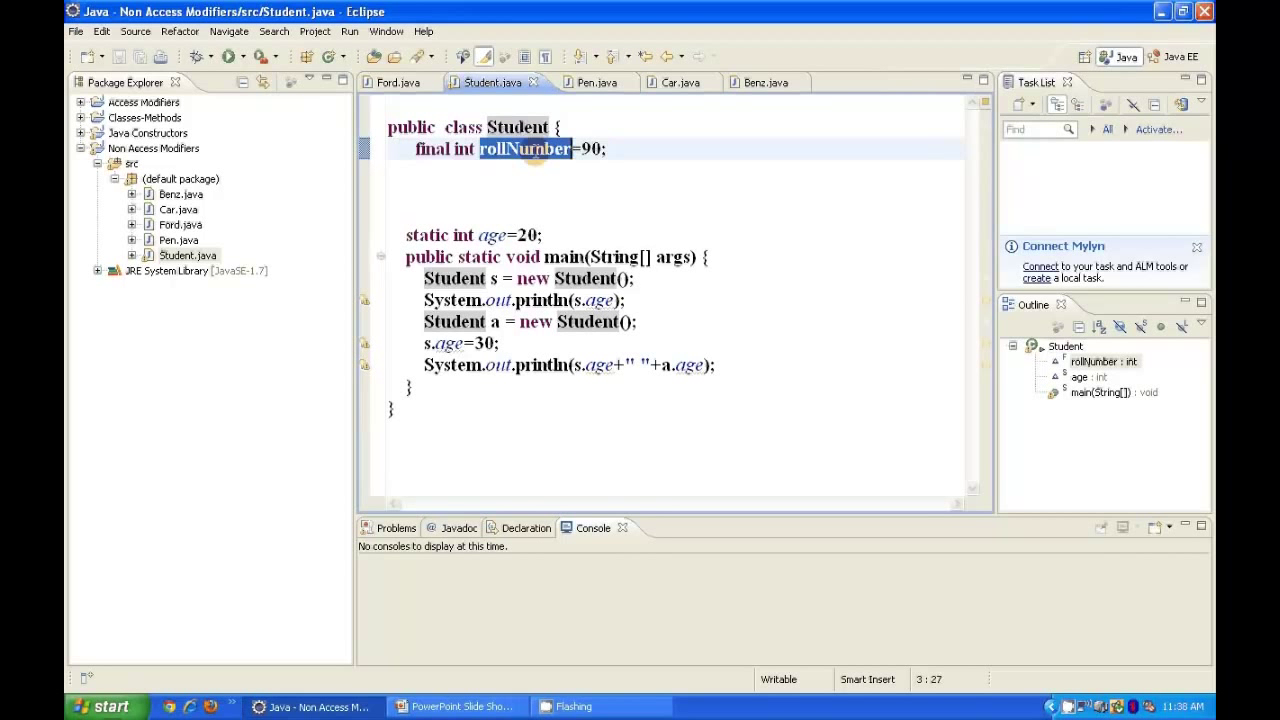 Java - Non Access Modifiers/src/Student.java - Eclipse
File Edit Source Refactor Navigate Search Project Run Window Help
Java Java EE
Package Explorer
Access Modifiers
Classes-Methods
Java Constructors
Non Access Modifiers
src
(default package)
Benz.java
Car.java
Ford.java
Pen.java
Student.java
JRE System Library [JavaSE-1.7]
Ford.java Student.java Pen.java Car.java Benz.java
public class Student {
final int rollNumber=90;
static int age=20;
public static void main(String[] args) {
Student s = new Student();
System.out.println(s.age);
Student a = new Student();
s.age=30;
System.out.println(s.age+" "+a.age);
}
}
Task List
Find All Activate...
Connect Mylyn
Connect to your task and ALM tools or
create a local task.
Outline
Student
rollNumber : int
age : int
main(String[]) : void
Problems Javadoc Declaration Console
No consoles to display at this time.
Writable Smart Insert 3 : 27
start Java - Non Access M... PowerPoint Slide Sho... Flashing 11:38 AM